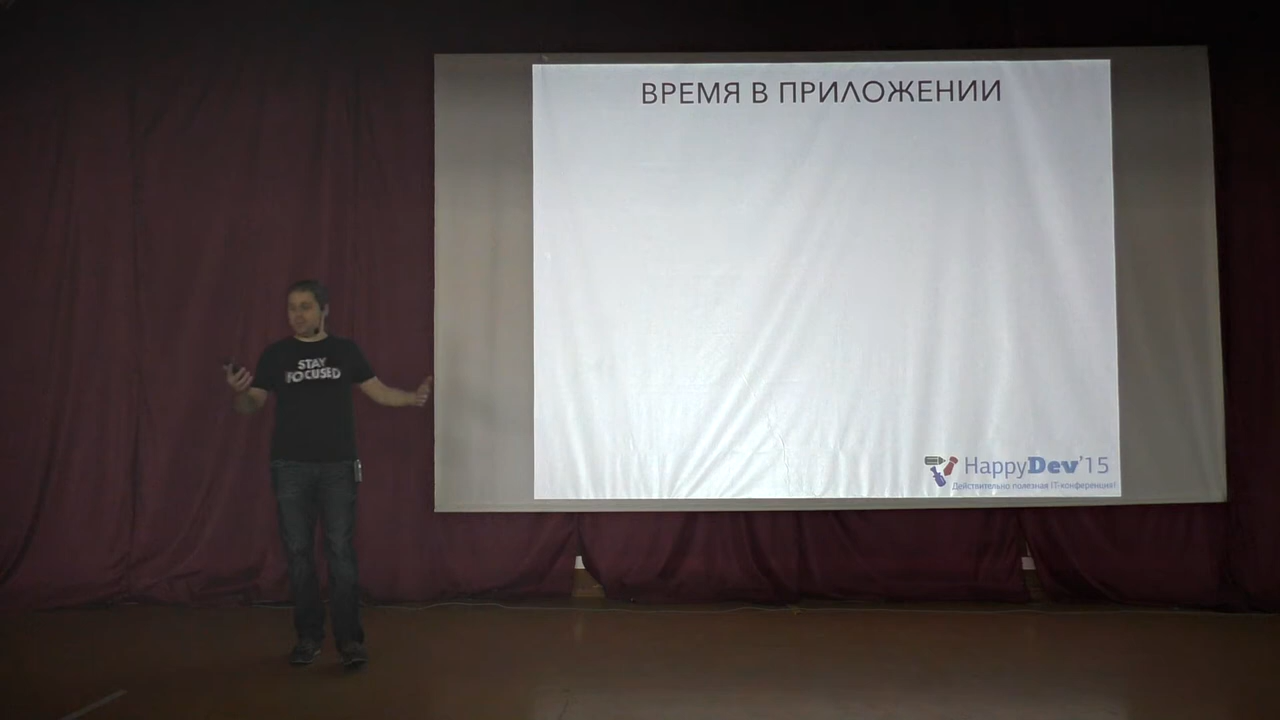 ВРЕМЯ В ПРИЛОЖЕНИИ
STAY
FOCUSED
HappyDev'15
Действительно полезная IT-конференция!